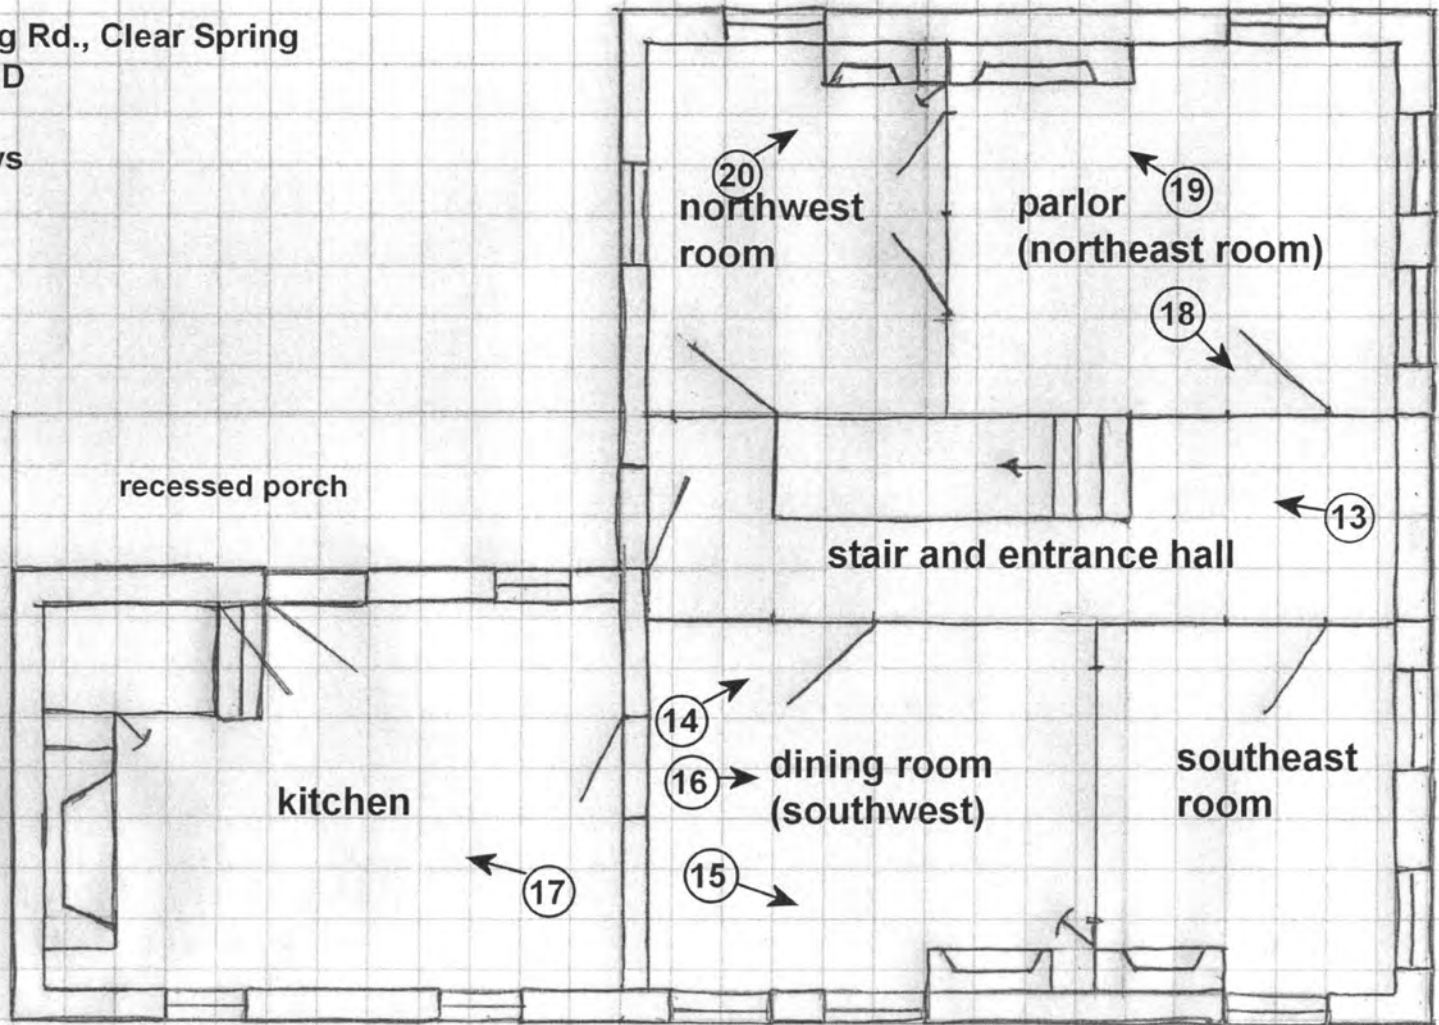 g Rd., Clear Spring
D
ys
20
northwest
room
parlor
(northeast room)
19
18
recessed porch
13
stair and entrance hall
14
16
dining room
(southwest)
15
kitchen
17
southeast
room